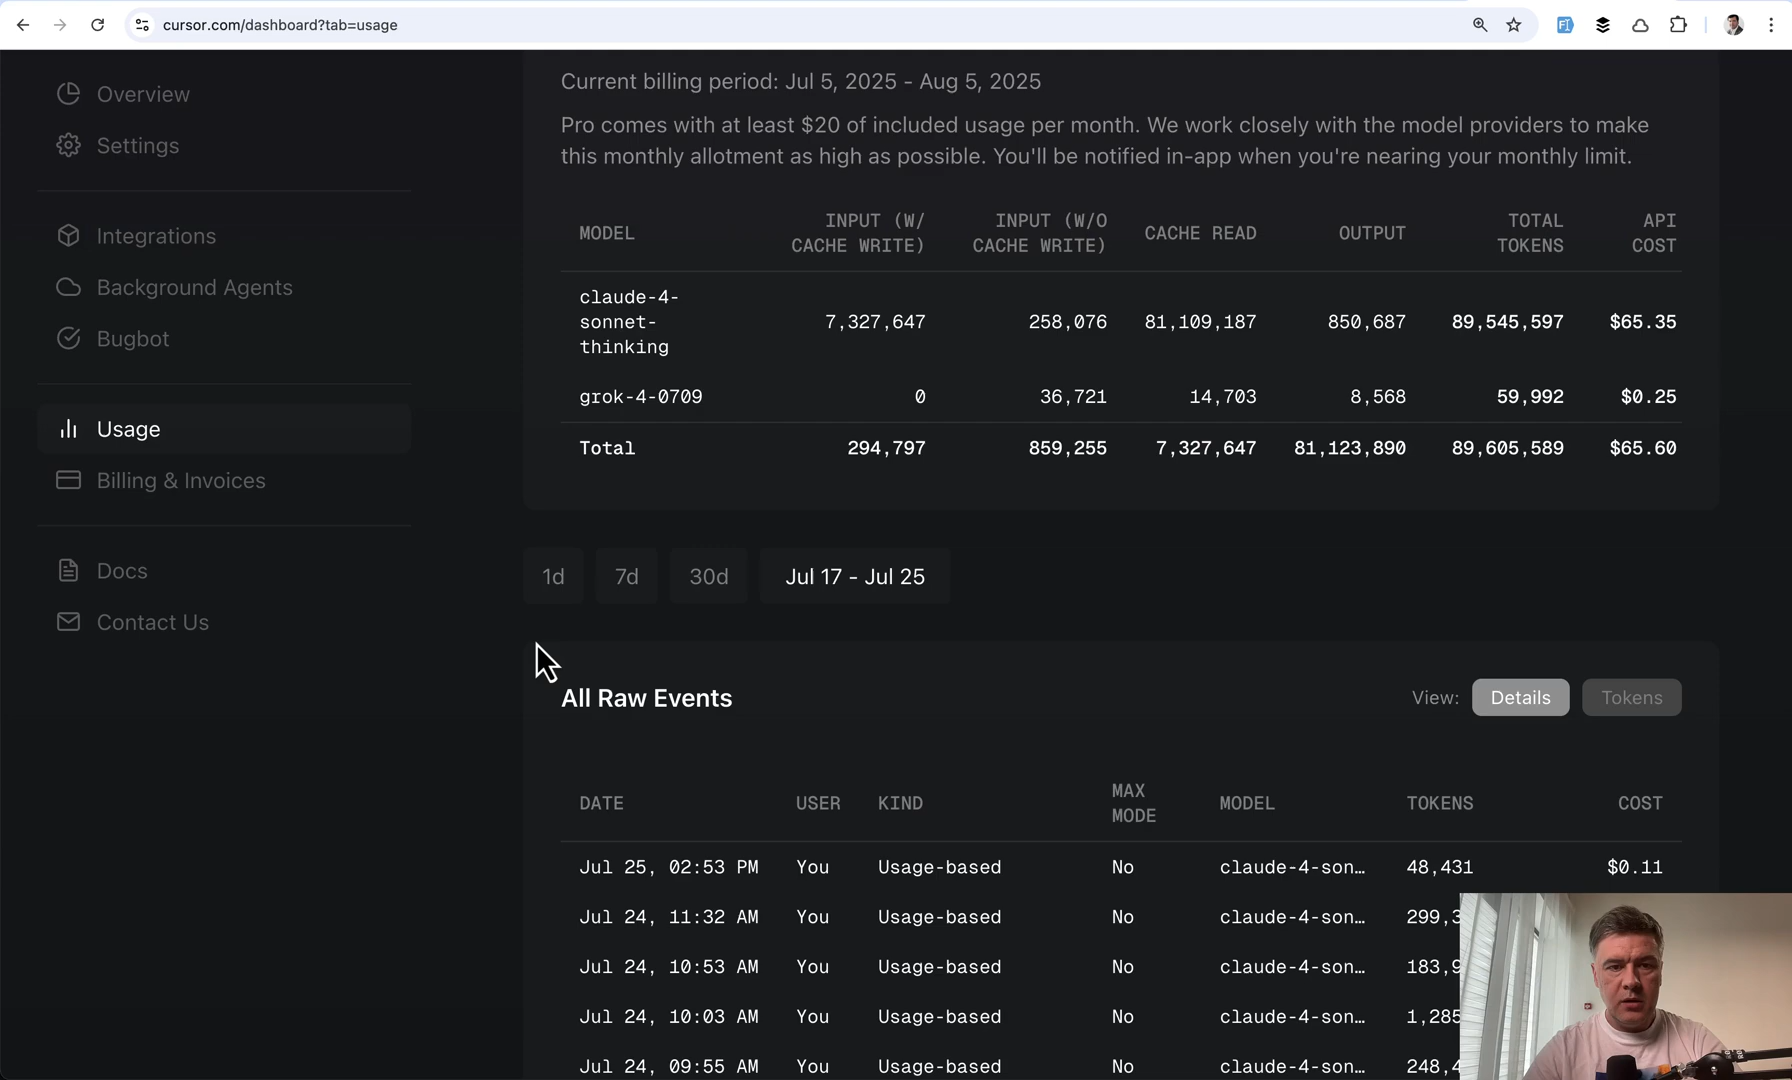 cursor.com/dashboard?tab=usage
Overview
Settings
Integrations
Background Agents
Bugbot
Usage
Billing & Invoices
Docs
Contact Us
Current billing period: Jul 5, 2025 - Aug 5, 2025
Pro comes with at least $20 of included usage per month. We work closely with the model providers to make
this monthly allotment as high as possible. You'll be notified in-app when you're nearing your monthly limit.
MODEL INPUT (W/ CACHE WRITE) INPUT (W/O CACHE WRITE) CACHE READ OUTPUT TOTAL TOKENS API COST
claude-4-
sonnet-
thinking 7,327,647 258,076 81,109,187 850,687 89,545,597 $65.35
grok-4-0709 0 36,721 14,703 8,568 59,992 $0.25
Total 294,797 859,255 7,327,647 81,123,890 89,605,589 $65.60
1d 7d 30d Jul 17 - Jul 25
All Raw Events View: Details Tokens
DATE USER KIND MAX MODE MODEL TOKENS COST
Jul 25, 02:53 PM You Usage-based No claude-4-son… 48,431 $0.11
Jul 24, 11:32 AM You Usage-based No claude-4-son… 299,3
Jul 24, 10:53 AM You Usage-based No claude-4-son… 183,9
Jul 24, 10:03 AM You Usage-based No claude-4-son… 1,285
Jul 24, 09:55 AM You Usage-based No claude-4-son… 248,4